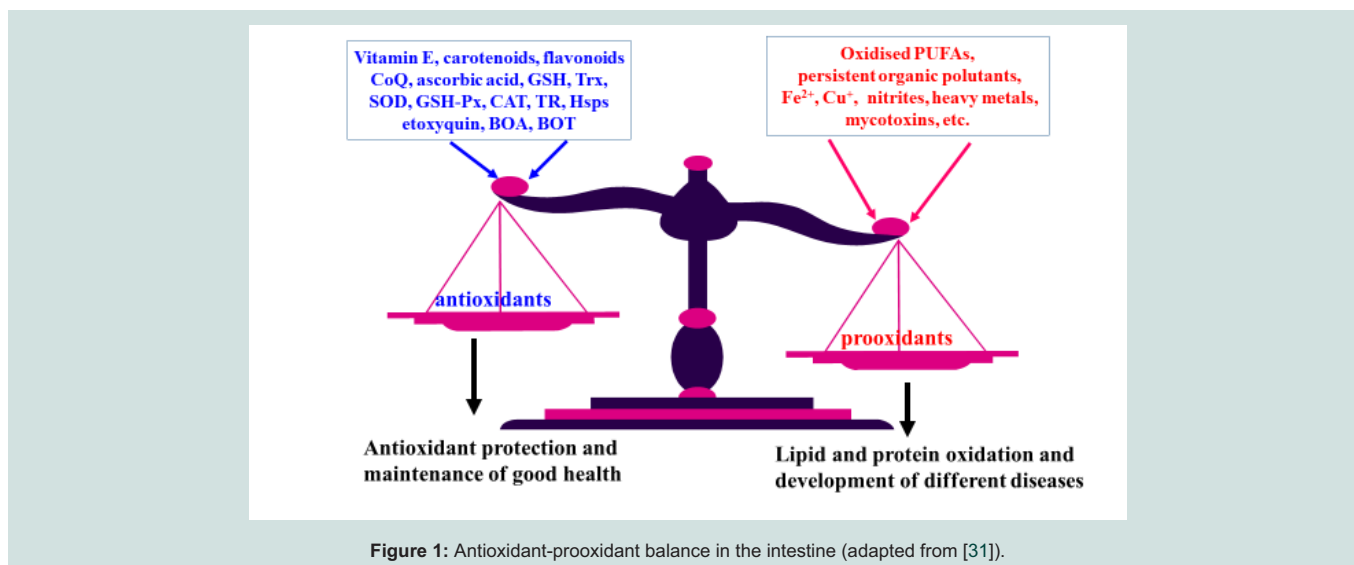 Vitamin E, carotenoids, flavonoids
CoQ, ascorbic acid, GSH, Trx,
SOD, GSH-Px, CAT, TR, Hsps
etoxyquin, BOA, BOT
Oxidised PUFAs,
persistent organic polutants,
Fe²⁺, Cu⁺, nitrites, heavy metals,
mycotoxins, etc.
antioxidants
prooxidants
Antioxidant protection and
maintenance of good health
Lipid and protein oxidation and
development of different diseases
Figure 1: Antioxidant-prooxidant balance in the intestine (adapted from [31]).